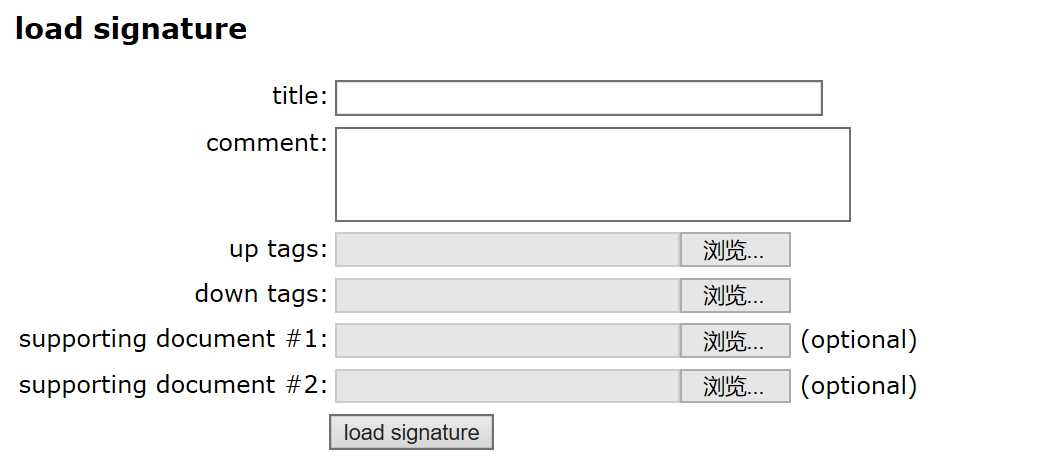 load signature
title:
comment:
up tags: 浏览...
down tags: 浏览...
supporting document #1: 浏览... (optional)
supporting document #2: 浏览... (optional)
load signature